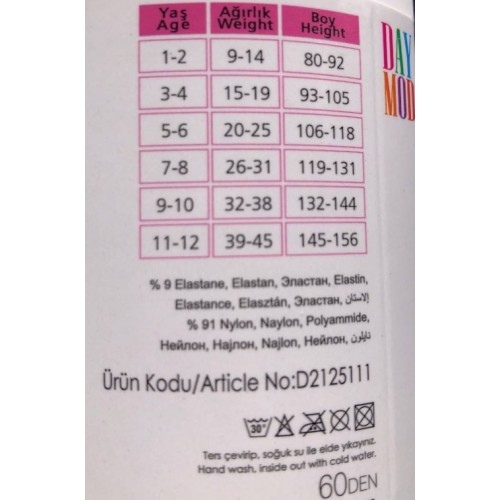 Yaş Age Ağırlık Weight Boy Height
1-2 9-14 80-92
3-4 15-19 93-105
5-6 20-25 106-118
7-8 26-31 119-131
9-10 32-38 132-144
11-12 39-45 145-156
DAY
MOD
% 9 Elastane, Elastan, Эластан, Elastin,
Elastance, Elasztán, Эластан, إلاستان
% 91 Nylon, Naylon, Polyammide,
Нейлон, Најлон, Najlon, Нейлон, نايلون
Ürün Kodu/Article No:D2125111
30°
Ters çevirip, soğuk su ile elde yıkayınız.
Hand wash, inside out with cold water.
60DEN